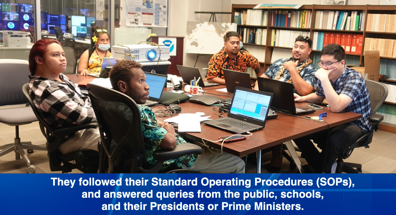 They followed their Standard Operating Procedures (SOPs),
and answered queries from the public, schools,
and their Presidents or Prime Ministers.